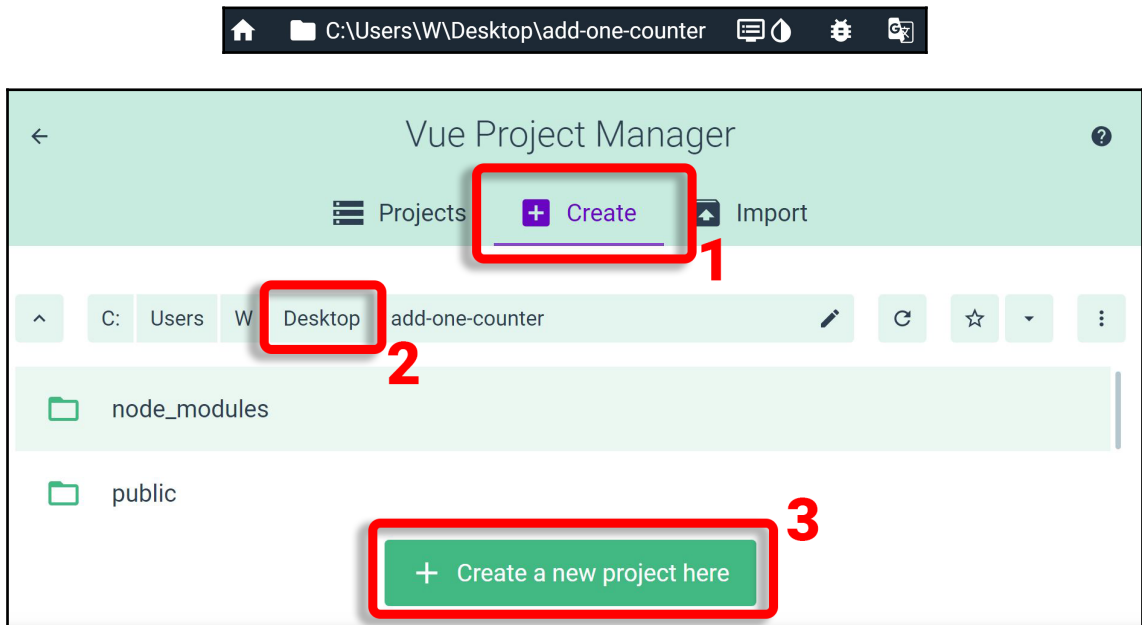 C:\Users\W\Desktop\add-one-counter
Vue Project Manager
Projects Create Import
1
C: Users W Desktop add-one-counter
2
node_modules
public
3
+ Create a new project here